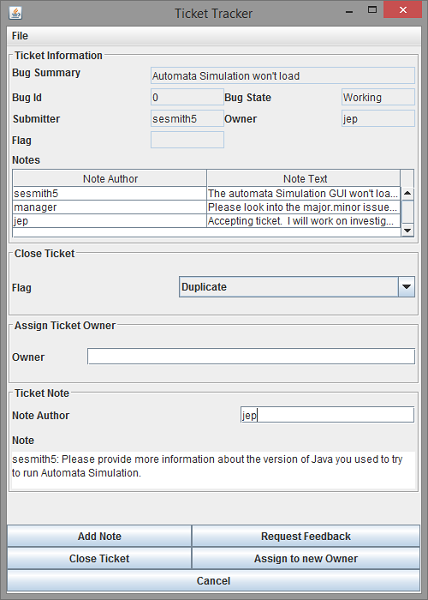 Ticket Tracker
File
Ticket Information
Bug Summary Automata Simulation won't load
Bug Id 0 Bug State Working
Submitter sesmith5 Owner jep
Flag
Notes
Note Author Note Text
sesmith5 The automata Simulation GUI won't loa...
manager Please look into the major.minor issue...
jep Accepting ticket. I will work on investig...
Close Ticket
Flag Duplicate
Assign Ticket Owner
Owner
Ticket Note
Note Author jep
Note
sesmith5: Please provide more information about the version of Java you used to try
to run Automata Simulation.
Add Note Request Feedback
Close Ticket Assign to new Owner
Cancel